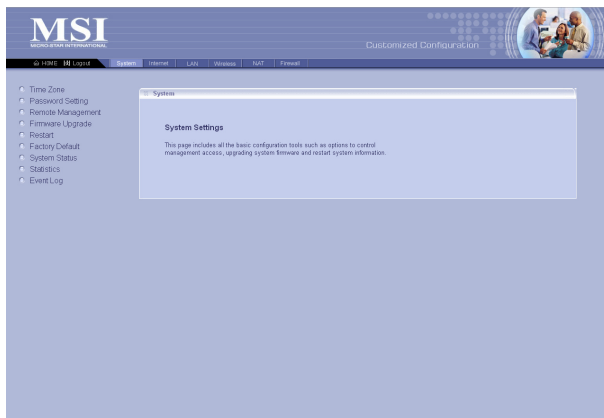 MSI
MICRO-STAR INTERNATIONAL
Customized Configuration
HOME Logout System Internet LAN Wireless NAT Firewall
Time Zone
Password Setting
Remote Management
Firmware Upgrade
Restart
Factory Default
System Status
Statistics
Event Log
System
System Settings
This page includes all the basic configuration tools such as options to control
management access, upgrading system firmware and restart system information.